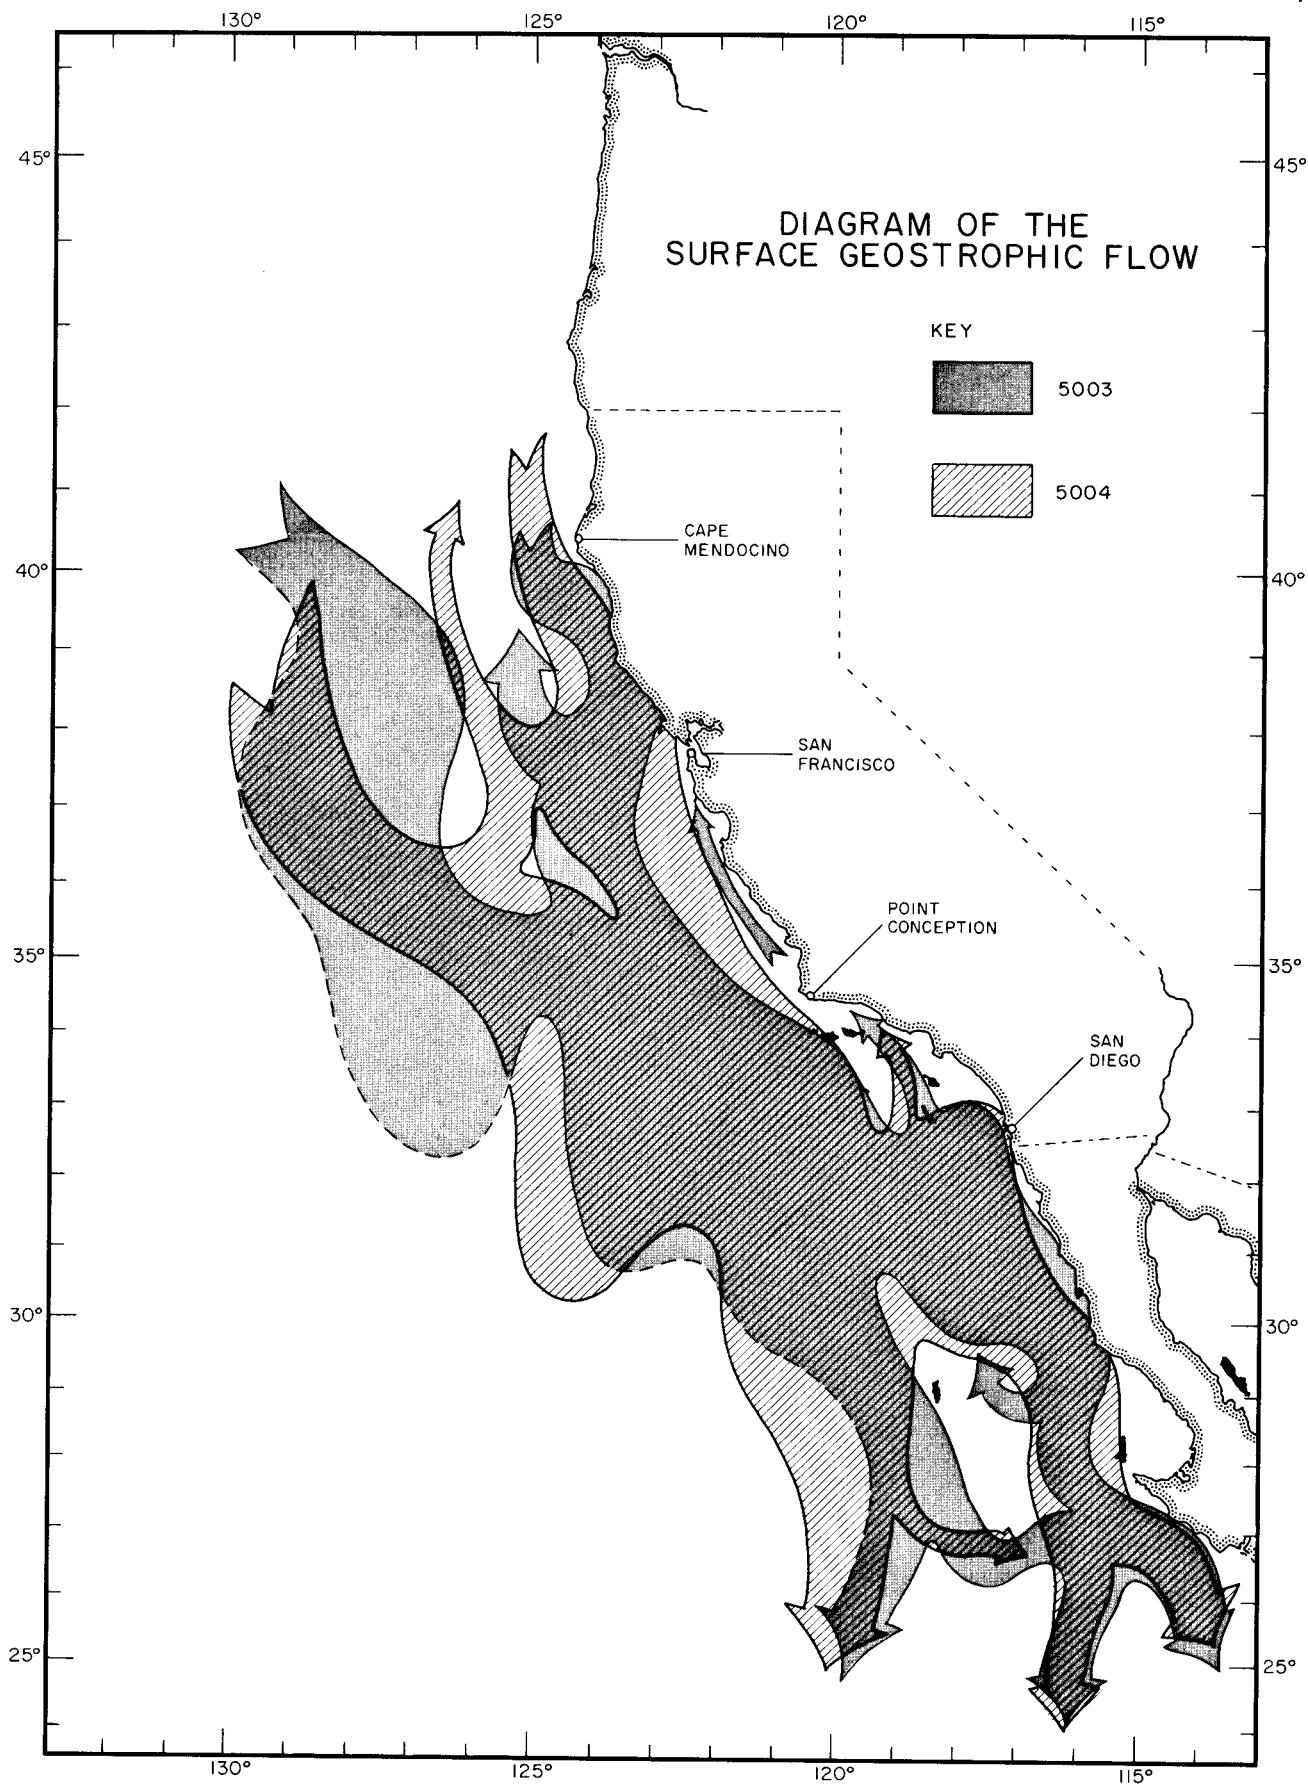 130° 125° 120° 115°
45° 45°
DIAGRAM OF THE
SURFACE GEOSTROPHIC FLOW
KEY
5003
5004
CAPE
MENDOCINO
40° 40°
SAN
FRANCISCO
POINT
CONCEPTION
35° 35°
SAN
DIEGO
30° 30°
25° 25°
130° 125° 120° 115°